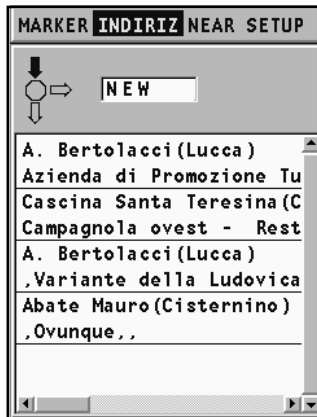 MARKER INDIRIZ NEAR SETUP
NEW
A. Bertolacci(Lucca)
Azienda di Promozione Tu
Cascina Santa Teresina(C
Campagnola ovest - Rest
A. Bertolacci(Lucca)
,Variante della Ludovica
Abate Mauro(Cisternino)
,Ovunque,,